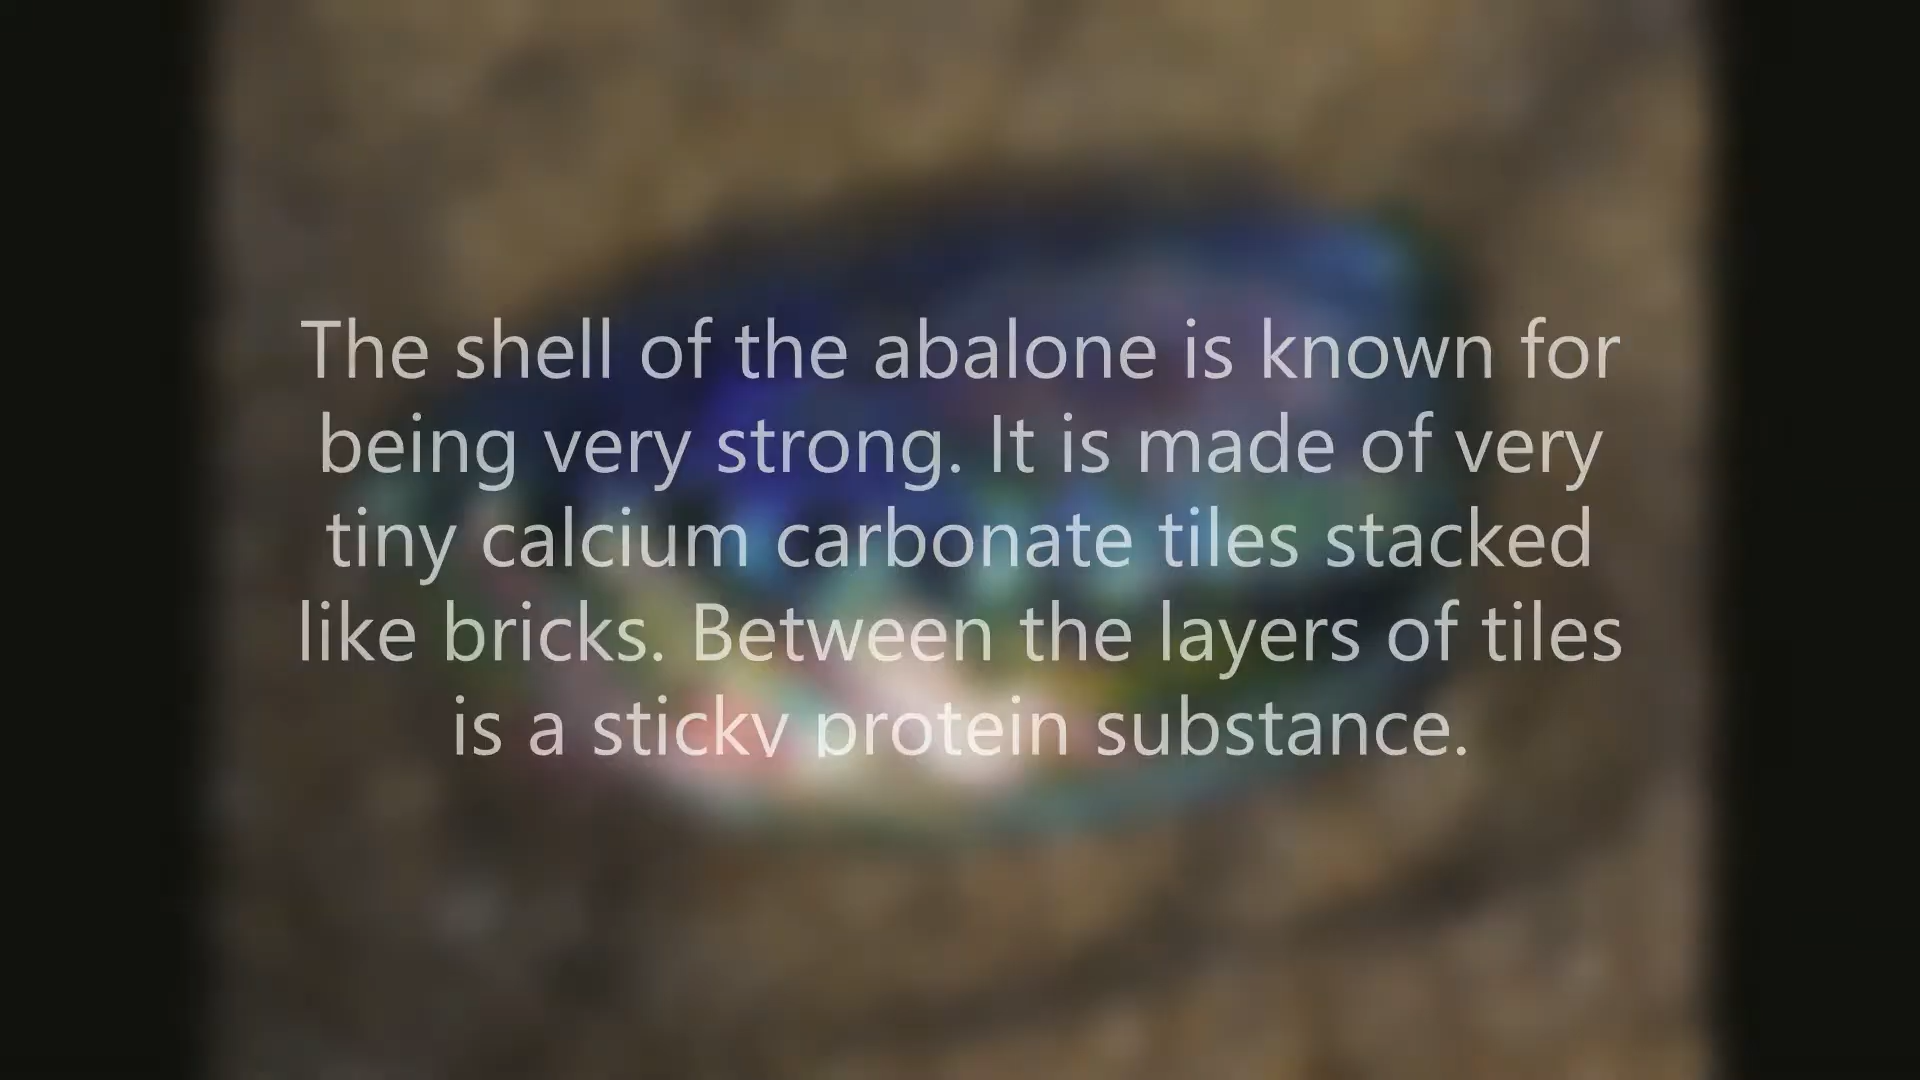 The shell of the abalone is known for
being very strong. It is made of very
tiny calcium carbonate tiles stacked
like bricks. Between the layers of tiles
is a sticky protein substance.